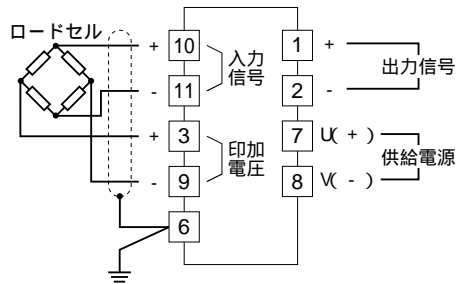 ロードセル
+ 10 入力 1 +
信号 出力信号
- 11 2 -
+ 3 印加 7 U( + )
電圧 供給電源
- 9 8 V( - )
6